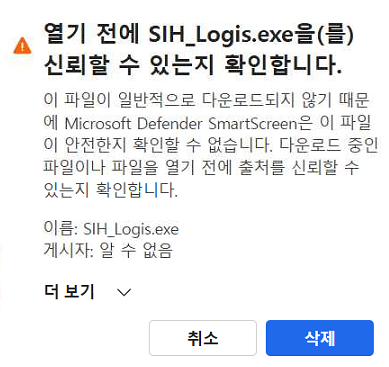 열기 전에 SIH_Logis.exe을(를)
신뢰할 수 있는지 확인합니다.
이 파일이 일반적으로 다운로드되지 않기 때문
에 Microsoft Defender SmartScreen은 이 파일
이 안전한지 확인할 수 없습니다. 다운로드 중인
파일이나 파일을 열기 전에 출처를 신뢰할 수
있는지 확인합니다.
이름: SIH_Logis.exe
게시자: 알 수 없음
더 보기
취소
삭제